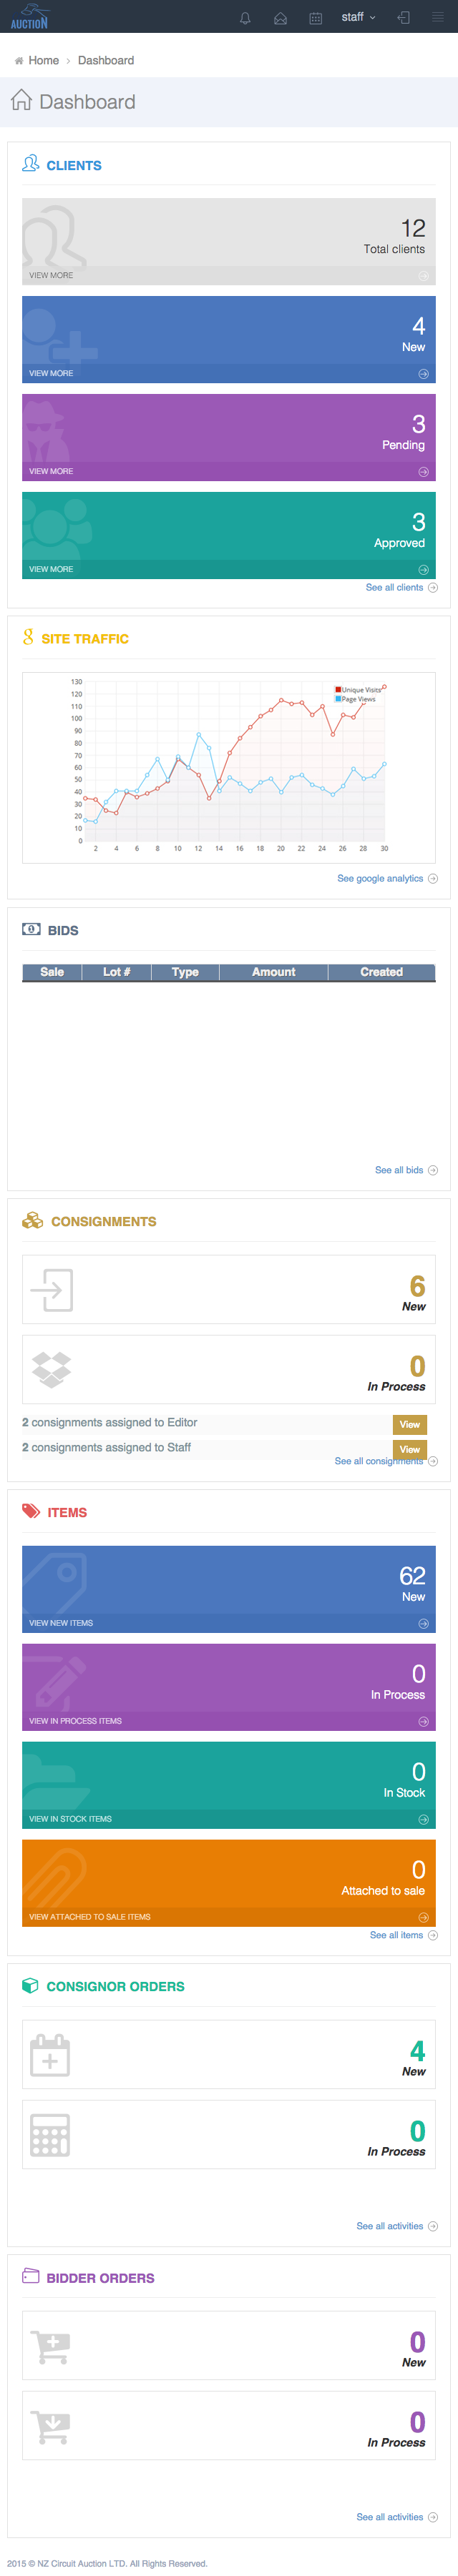 AUCTION
staff
Home > Dashboard
Dashboard
CLIENTS
12
Total clients
VIEW MORE
4
New
VIEW MORE
3
Pending
VIEW MORE
3
Approved
VIEW MORE
See all clients
SITE TRAFFIC
Unique Visits
Page Views
130
120
110
100
90
80
70
60
50
40
30
20
10
0
2 4 6 8 10 12 14 16 18 20 22 24 26 28 30
See google analytics
BIDS
Sale Lot # Type Amount Created
See all bids
CONSIGNMENTS
6
New
0
In Process
2 consignments assigned to Editor View
2 consignments assigned to Staff View
See all consignments
ITEMS
62
New
VIEW NEW ITEMS
0
In Process
VIEW IN PROCESS ITEMS
0
In Stock
VIEW IN STOCK ITEMS
0
Attached to sale
VIEW ATTACHED TO SALE ITEMS
See all items
CONSIGNOR ORDERS
4
New
0
In Process
See all activities
BIDDER ORDERS
0
New
0
In Process
See all activities
2015 © NZ Circuit Auction LTD. All Rights Reserved.